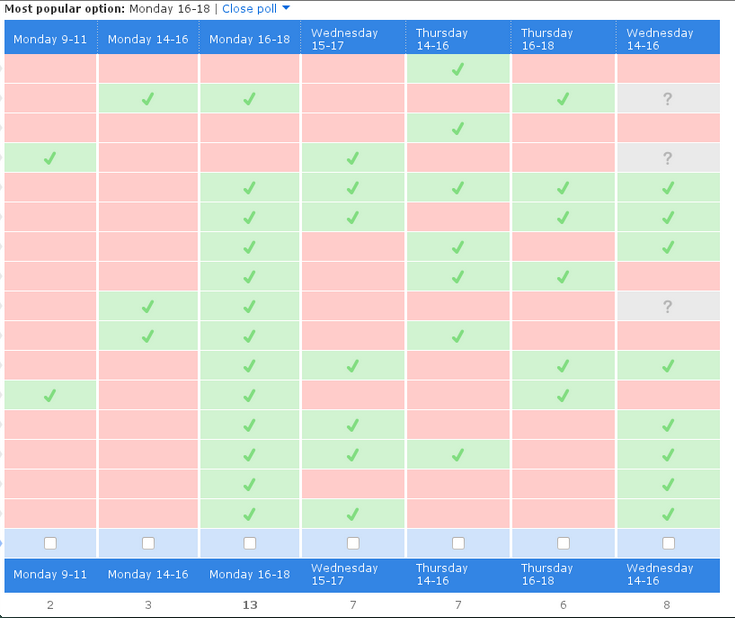 Most popular option: Monday 16-18 | Close poll
Monday 9-11 Monday 14-16 Monday 16-18 Wednesday 15-17 Thursday 14-16 Thursday 16-18 Wednesday 14-16
?
?
?
Monday 9-11 Monday 14-16 Monday 16-18 Wednesday 15-17 Thursday 14-16 Thursday 16-18 Wednesday 14-16
2 3 13 7 7 6 8